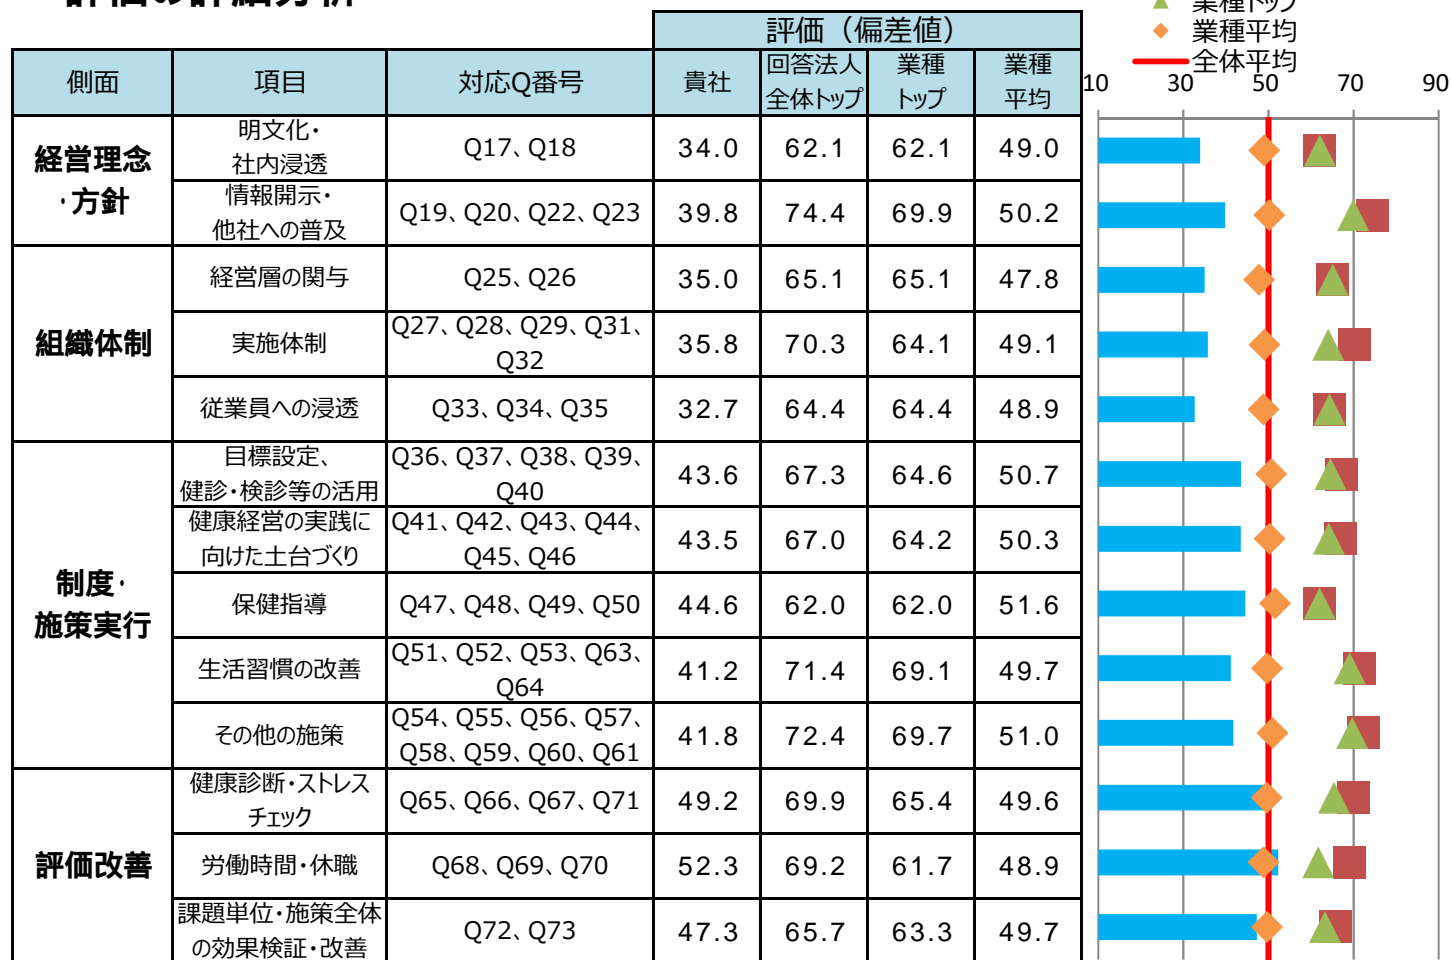 評価の詳細分析
業種トップ
業種平均
全体平均
評価（偏差値）
側面 項目 対応Q番号 貴社 回答法人 業種 業種
全体トップ トップ 平均
10 30 50 70 90
経営理念
・方針
明文化・
社内浸透
Q17、Q18
34.0 62.1 62.1 49.0
情報開示・
他社への普及
Q19、Q20、Q22、Q23
39.8 74.4 69.9 50.2
組織体制
経営層の関与
Q25、Q26
35.0 65.1 65.1 47.8
実施体制
Q27、Q28、Q29、Q31、
Q32
35.8 70.3 64.1 49.1
従業員への浸透
Q33、Q34、Q35
32.7 64.4 64.4 48.9
制度・
施策実行
目標設定、
健診・検診等の活用
Q36、Q37、Q38、Q39、
Q40
43.6 67.3 64.6 50.7
健康経営の実践に
向けた土台づくり
Q41、Q42、Q43、Q44、
Q45、Q46
43.5 67.0 64.2 50.3
保健指導
Q47、Q48、Q49、Q50
44.6 62.0 62.0 51.6
生活習慣の改善
Q51、Q52、Q53、Q63、
Q64
41.2 71.4 69.1 49.7
その他の施策
Q54、Q55、Q56、Q57、
Q58、Q59、Q60、Q61
41.8 72.4 69.7 51.0
評価改善
健康診断・ストレス
チェック
Q65、Q66、Q67、Q71
49.2 69.9 65.4 49.6
労働時間・休職
Q68、Q69、Q70
52.3 69.2 61.7 48.9
課題単位・施策全体
の効果検証・改善
Q72、Q73
47.3 65.7 63.3 49.7